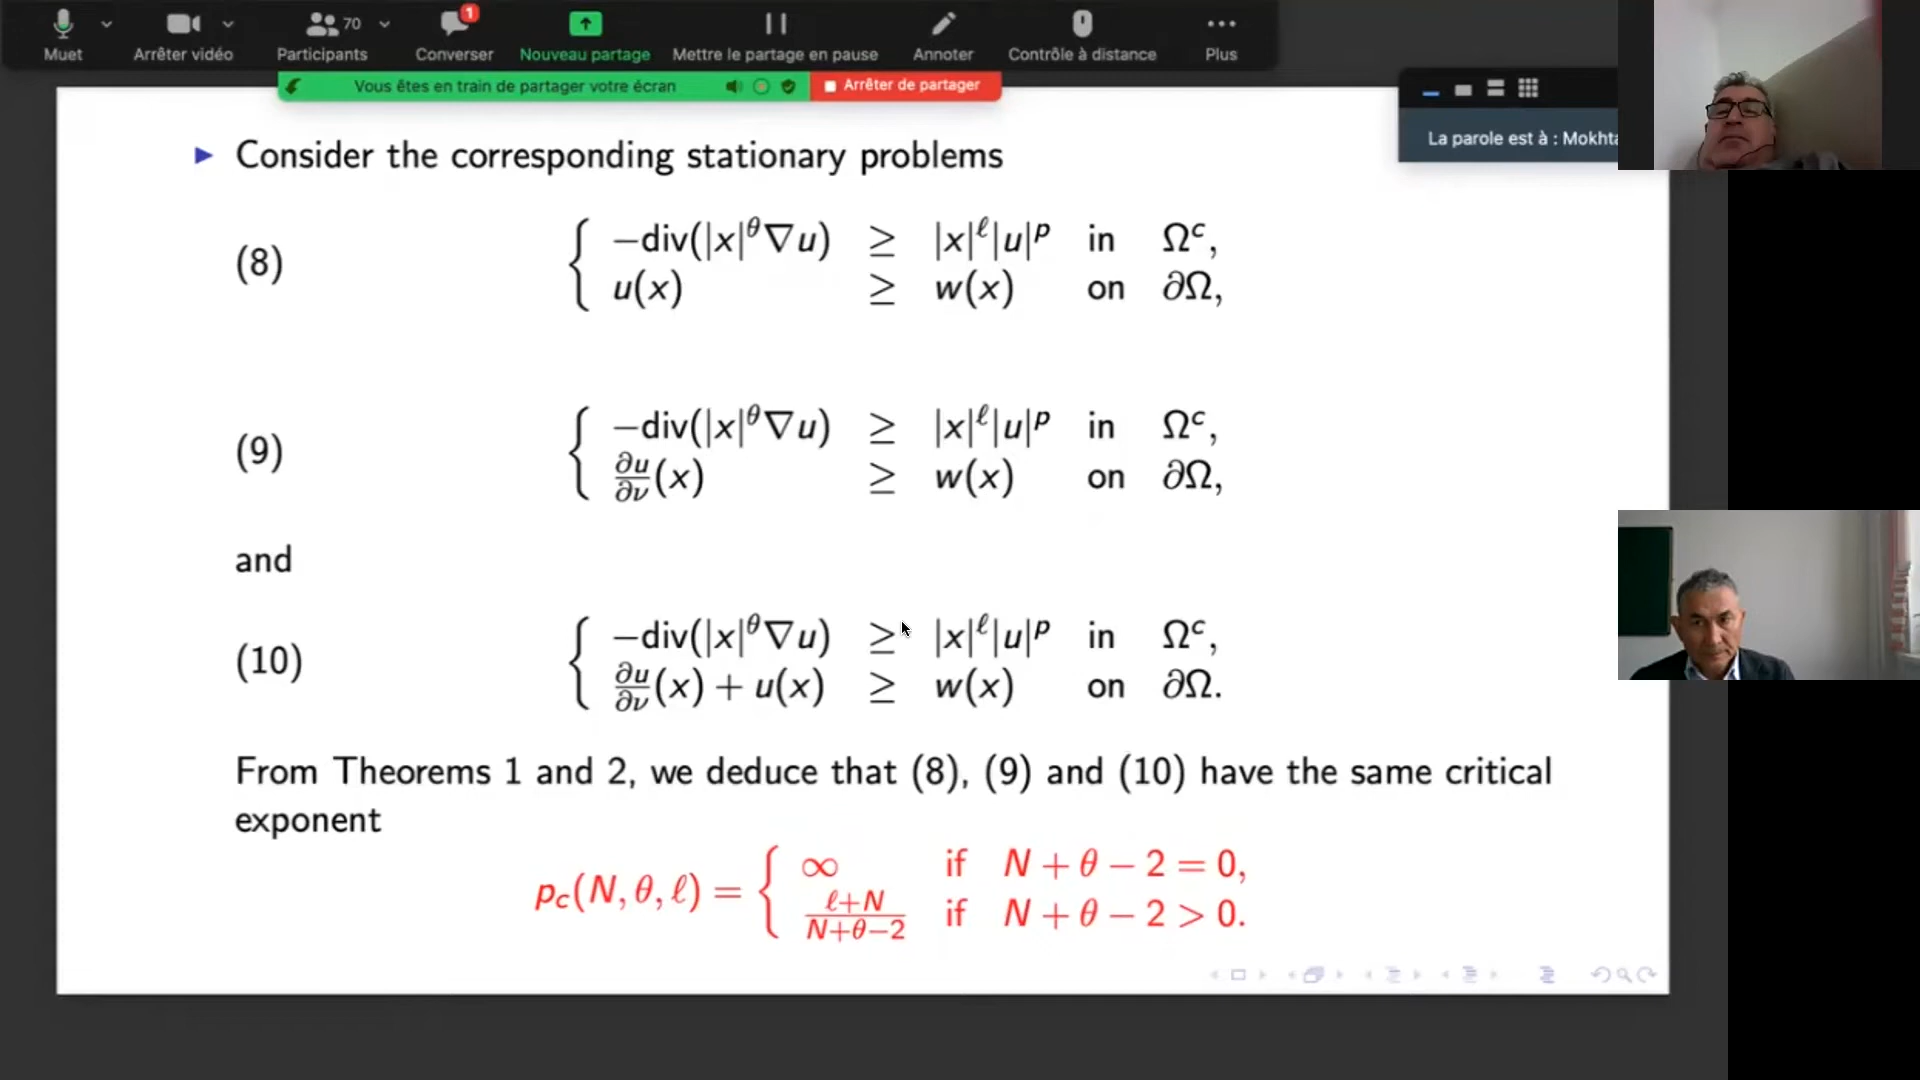 Muet
Arrêter vidéo
70
Participants
1
Converser
Nouveau partage
Mettre le partage en pause
Annoter
Contrôle à distance
Plus
Vous êtes en train de partager votre écran
Arrêter de partager
La parole est à : Mokhta
Consider the corresponding stationary problems
(8) { −div(|x|^θ∇u) ≥ |x|^ℓ|u|^p in Ω^c,
u(x) ≥ w(x) on ∂Ω,
(9) { −div(|x|^θ∇u) ≥ |x|^ℓ|u|^p in Ω^c,
∂u/∂ν(x) ≥ w(x) on ∂Ω,
and
(10) { −div(|x|^θ∇u) ≥ |x|^ℓ|u|^p in Ω^c,
∂u/∂ν(x) + u(x) ≥ w(x) on ∂Ω.
From Theorems 1 and 2, we deduce that (8), (9) and (10) have the same critical
exponent
p_c(N, θ, ℓ) = { ∞ if N + θ − 2 = 0,
ℓ+N/N+θ−2 if N + θ − 2 > 0.